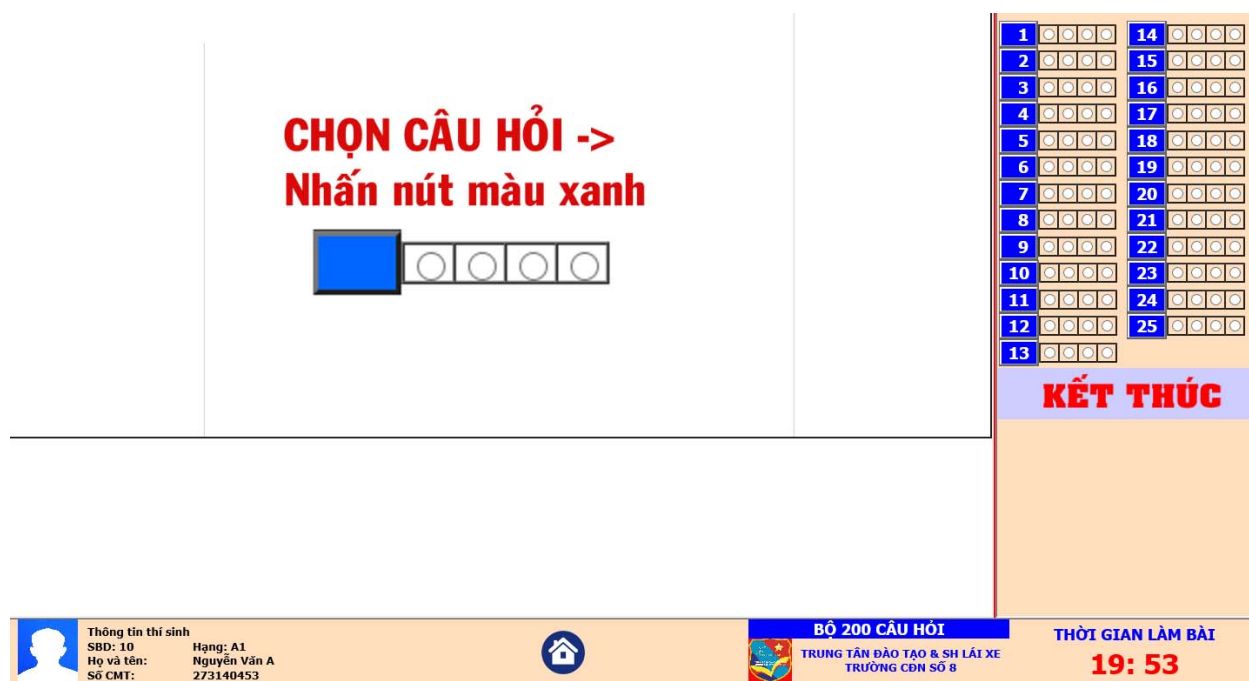 CHỌN CÂU HỎI ->
Nhấn nút màu xanh
1 14
2 15
3 16
4 17
5 18
6 19
7 20
8 21
9 22
10 23
11 24
12 25
13
KẾT THÚC
Thông tin thí sinh
SBD: 10 Hạng: A1
Họ và tên: Nguyễn Văn A
Số CMT: 273140453
BỘ 200 CÂU HỎI
TRUNG TÂN ĐÀO TẠO & SH LÁI XE
TRƯỜNG CĐN SỐ 8
THỜI GIAN LÀM BÀI
19: 53